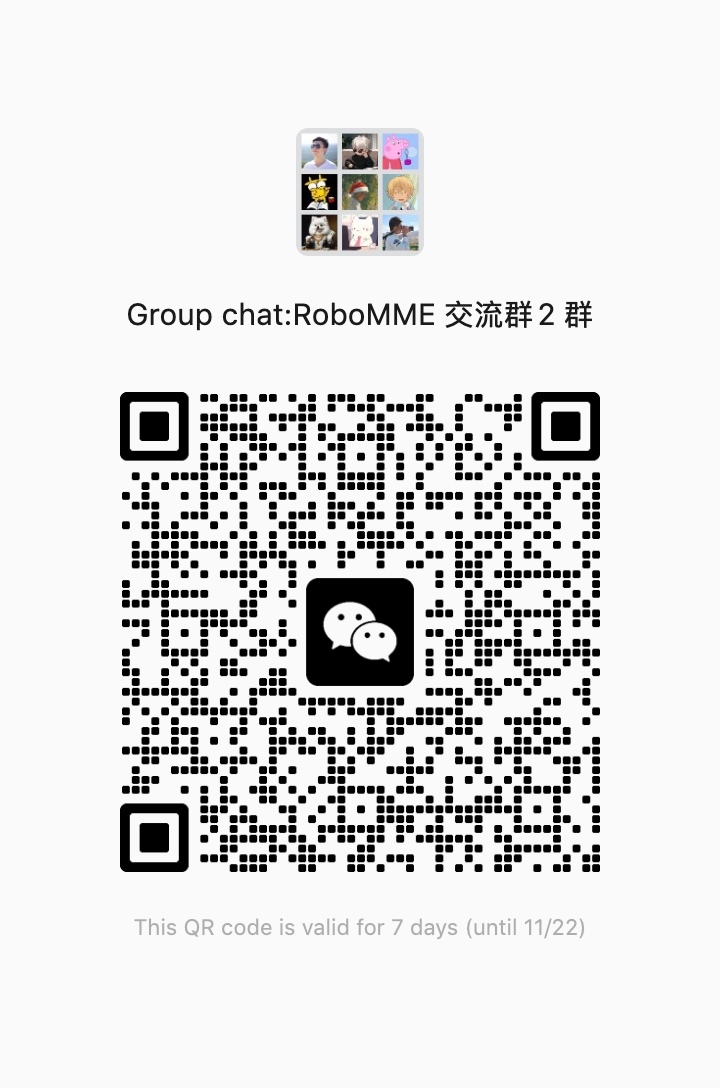 Group chat:RoboMME 交流群2 群
This QR code is valid for 7 days (until 11/22)